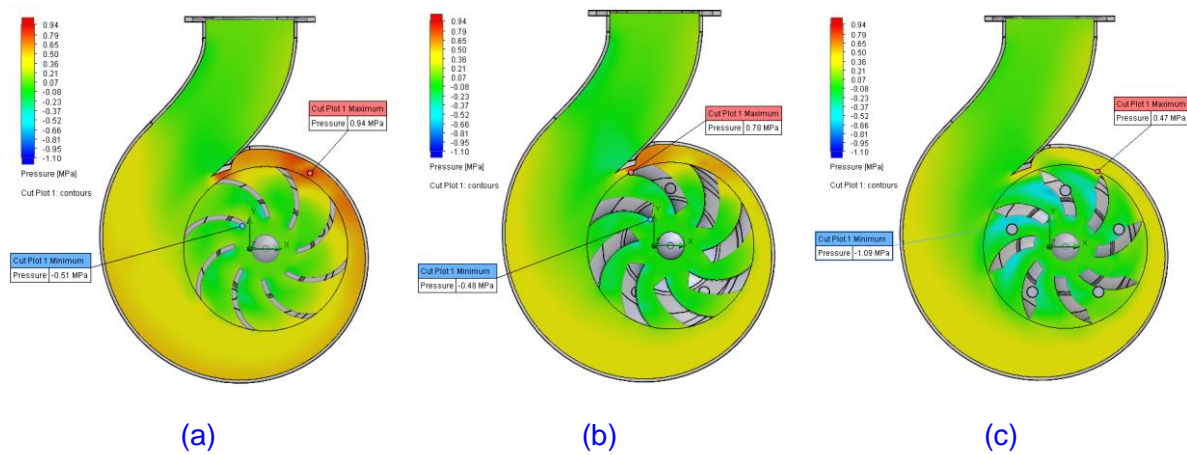 0.94
0.79
0.65
0.50
0.36
0.21
0.07
-0.08
-0.23
-0.37
-0.52
-0.66
-0.81
-0.95
-1.10
Pressure [MPa]
Cut Plot 1: contours
Cut Plot 1 Maximum
Pressure 0.94 MPa
Cut Plot 1 Minimum
Pressure -0.51 MPa
Y
X
(a)
0.94
0.79
0.65
0.50
0.36
0.21
0.07
-0.08
-0.23
-0.37
-0.52
-0.66
-0.81
-0.95
-1.10
Pressure [MPa]
Cut Plot 1: contours
Cut Plot 1 Maximum
Pressure 0.78 MPa
Cut Plot 1 Minimum
Pressure -0.48 MPa
Y
X
(b)
0.94
0.79
0.65
0.50
0.36
0.21
0.07
-0.08
-0.23
-0.37
-0.52
-0.66
-0.81
-0.95
-1.10
Pressure [MPa]
Cut Plot 1: contours
Cut Plot 1 Maximum
Pressure 0.47 MPa
Cut Plot 1 Minimum
Pressure -1.09 MPa
Y
X
(c)